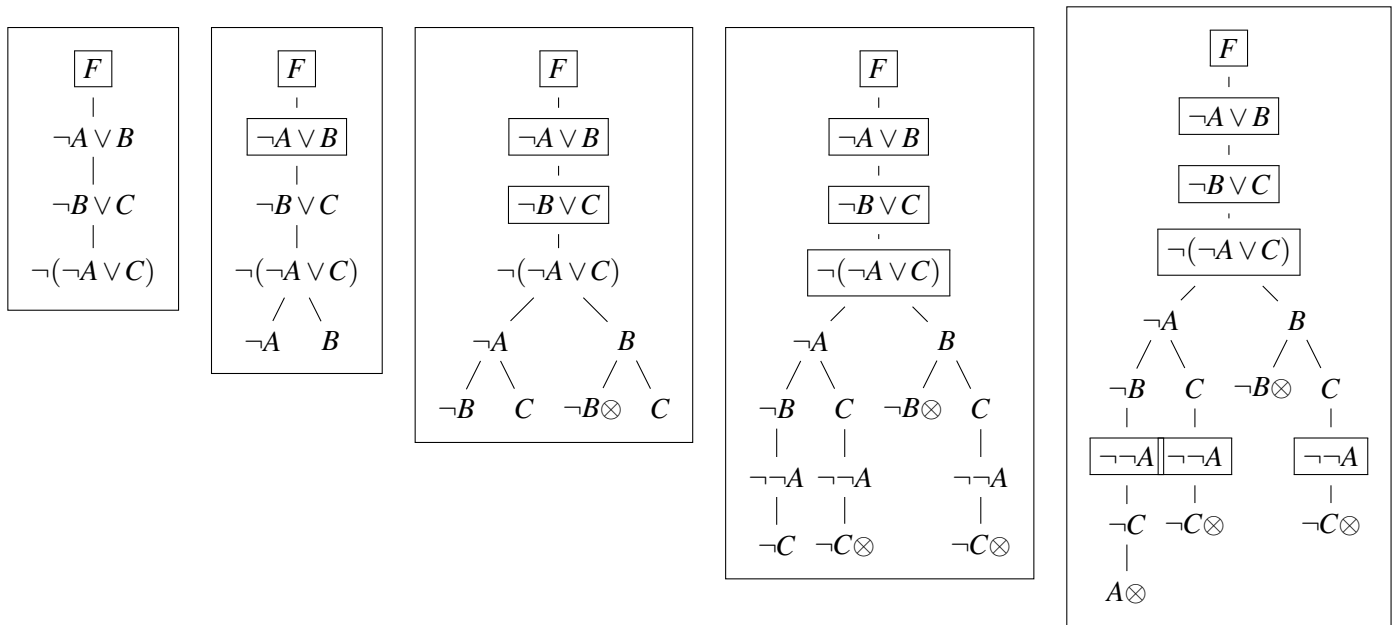 F
¬A ∨ B
¬B ∨ C
¬(¬A ∨ C)
F
¬A ∨ B
¬B ∨ C
¬(¬A ∨ C)
¬A B
F
¬A ∨ B
¬B ∨ C
¬(¬A ∨ C)
¬A B
¬B C ¬B⊗ C
F
¬A ∨ B
¬B ∨ C
¬(¬A ∨ C)
¬A B
¬B C ¬B⊗ C
¬¬A ¬¬A ¬¬A
¬C ¬C⊗ ¬C⊗
F
¬A ∨ B
¬B ∨ C
¬(¬A ∨ C)
¬A B
¬B C ¬B⊗ C
¬¬A ¬¬A ¬¬A
¬C ¬C⊗ ¬C⊗
A⊗